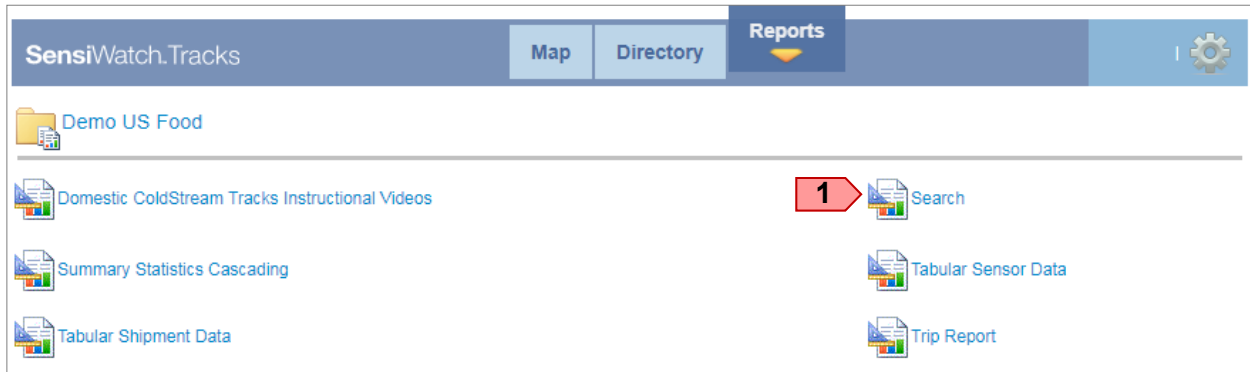 SensiWatch.Tracks
Map
Directory
Reports
|
Demo US Food
Domestic ColdStream Tracks Instructional Videos
1
Search
Summary Statistics Cascading
Tabular Sensor Data
Tabular Shipment Data
Trip Report